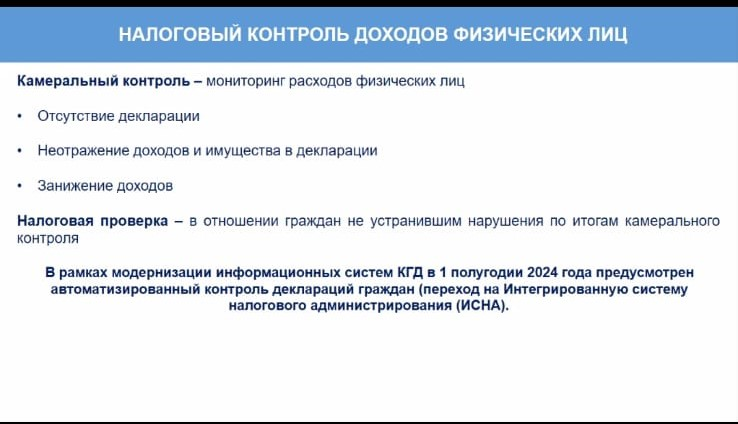 НАЛОГОВЫЙ КОНТРОЛЬ ДОХОДОВ ФИЗИЧЕСКИХ ЛИЦ
Камеральный контроль – мониторинг расходов физических лиц
• Отсутствие декларации
• Неотражение доходов и имущества в декларации
• Занижение доходов
Налоговая проверка – в отношении граждан не устранившим нарушения по итогам камерального
контроля
В рамках модернизации информационных систем КГД в 1 полугодии 2024 года предусмотрен
автоматизированный контроль деклараций граждан (переход на Интегрированную систему
налогового администрирования (ИСНА).